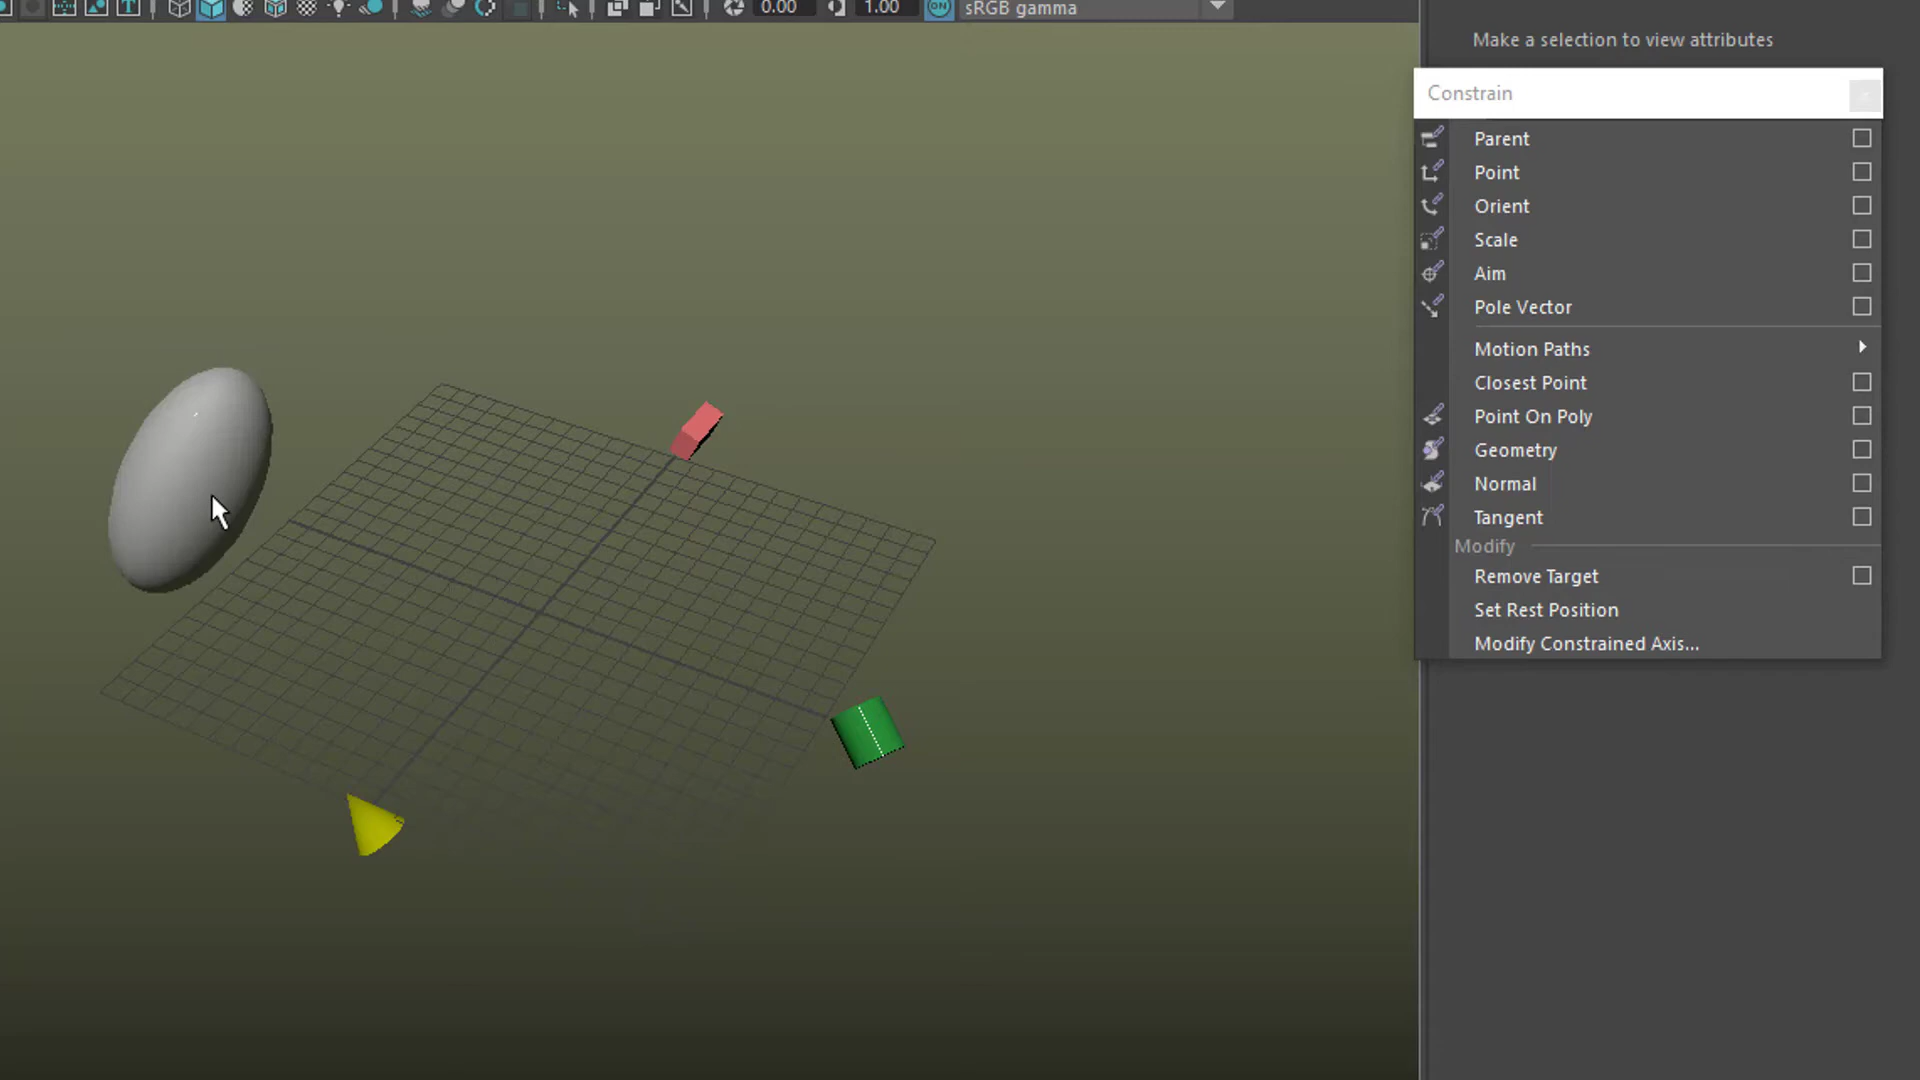 0.00
1.00
ON
sRGB gamma
Make a selection to view attributes
Constrain
Parent
Point
Orient
Scale
Aim
Pole Vector
Motion Paths
Closest Point
Point On Poly
Geometry
Normal
Tangent
Modify
Remove Target
Set Rest Position
Modify Constrained Axis...